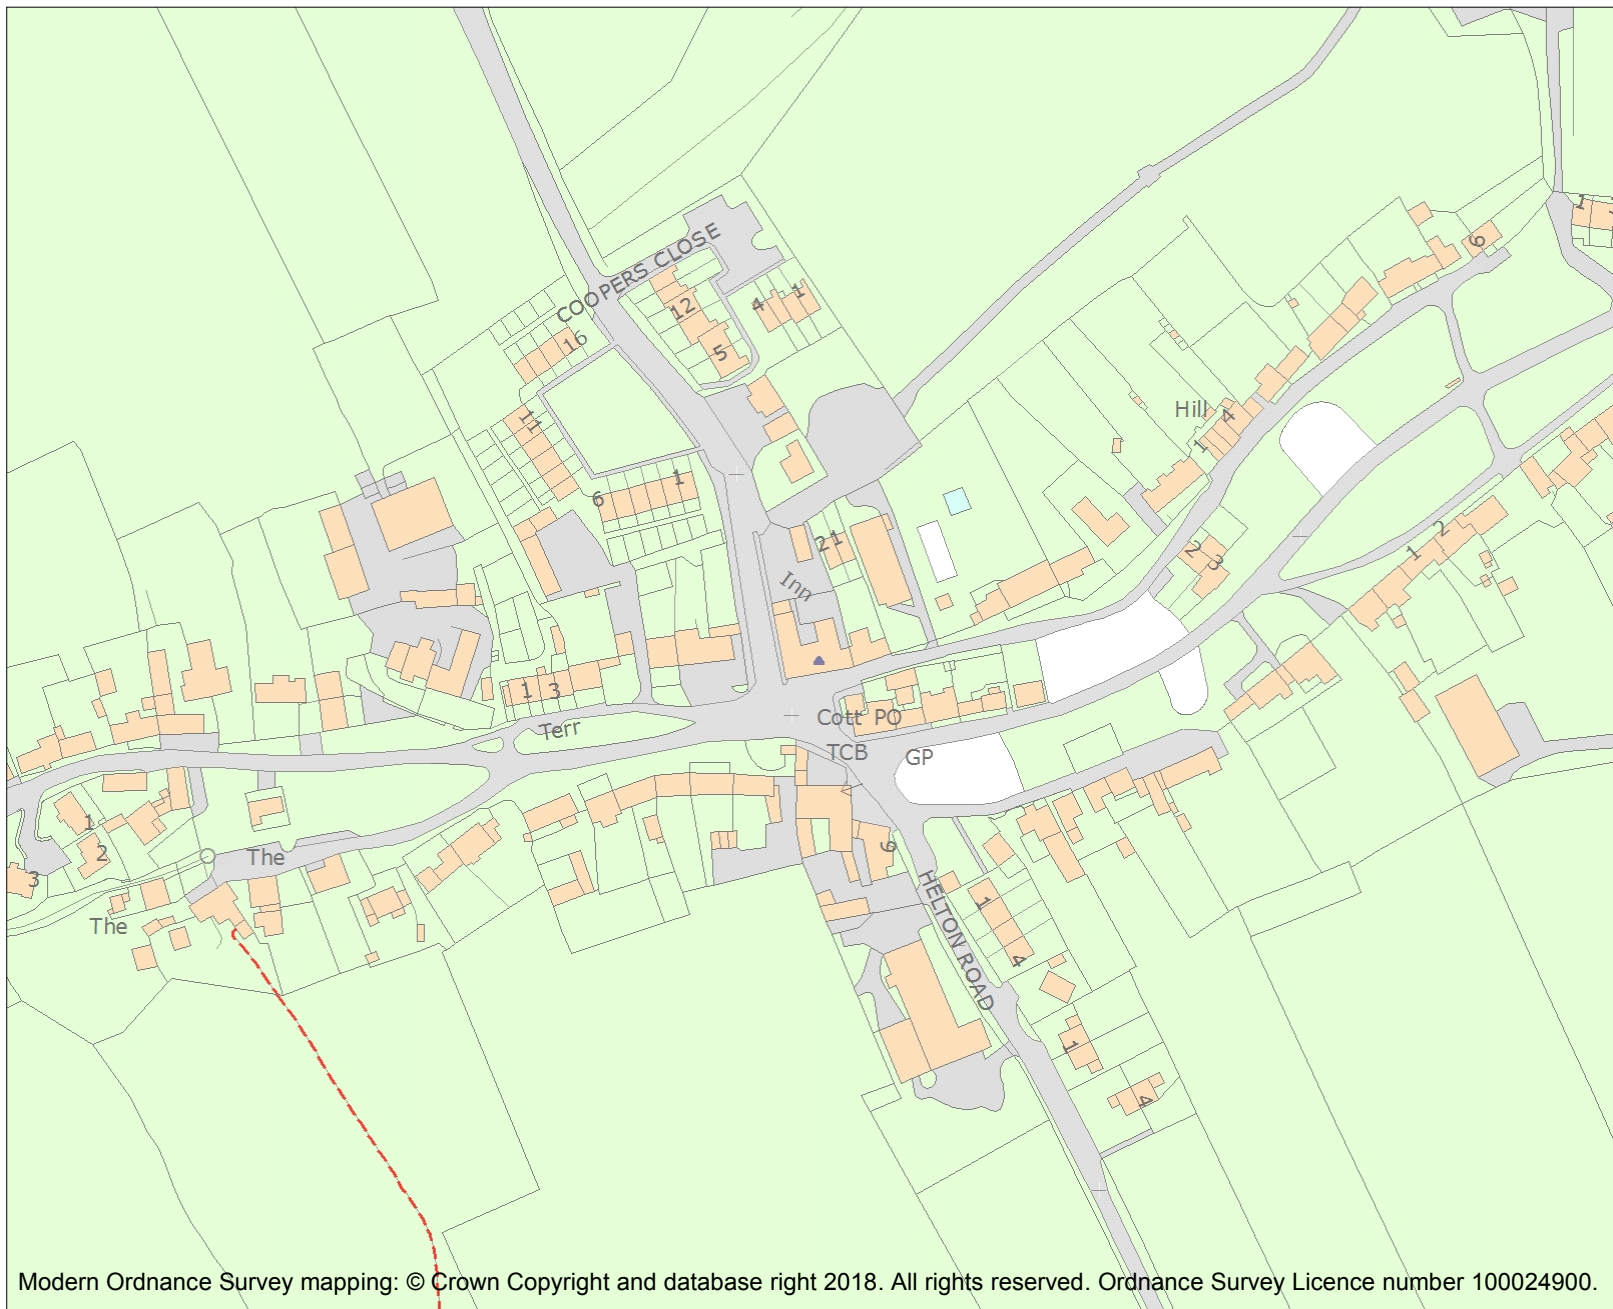 1
6
COOPERS CLOSE
1
4
12
16
5
Hill
4
11
1
1
6
2
21
1
2
3
Inn
1 3
Cott PO
Terr
TCB
GP
1
6
2
The
3
HELTON ROAD
1
The
4
1
4
Modern Ordnance Survey mapping: © Crown Copyright and database right 2018. All rights reserved. Ordnance Survey Licence number 100024900.